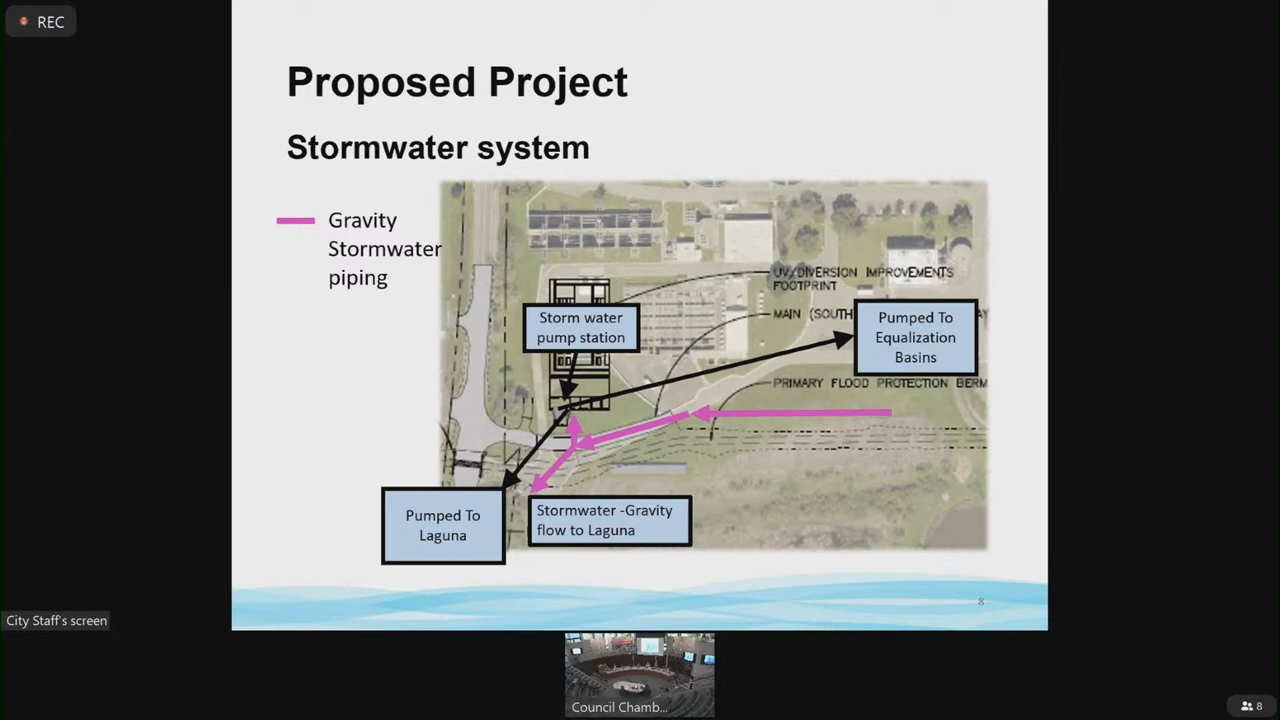 REC
Proposed Project
Stormwater system
Gravity
Stormwater
piping
UV/DIVERSION IMPROVEMENTS
FOOTPRINT
Storm water
pump station
MAIN (SOUTH
Pumped To
Equalization
Basins
PRIMARY FLOOD PROTECTION BERM
Pumped To
Laguna
Stormwater -Gravity
flow to Laguna
8
City Staff's screen
Council Chamb...
8